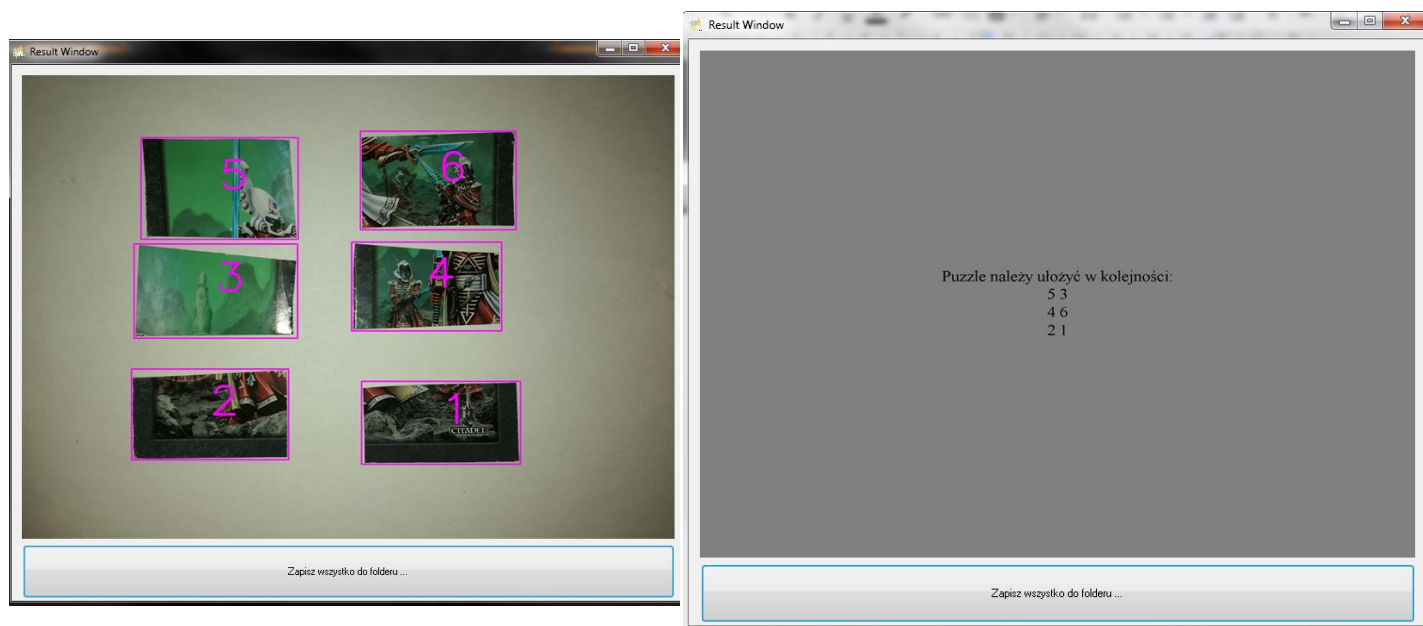 Result Window
5
6
3
4
2
1
CITADEL
Zapisz wszystko do folderu ...
Result Window
Puzzle należy ułożyć w kolejności:
5 3
4 6
2 1
Zapisz wszystko do folderu ...